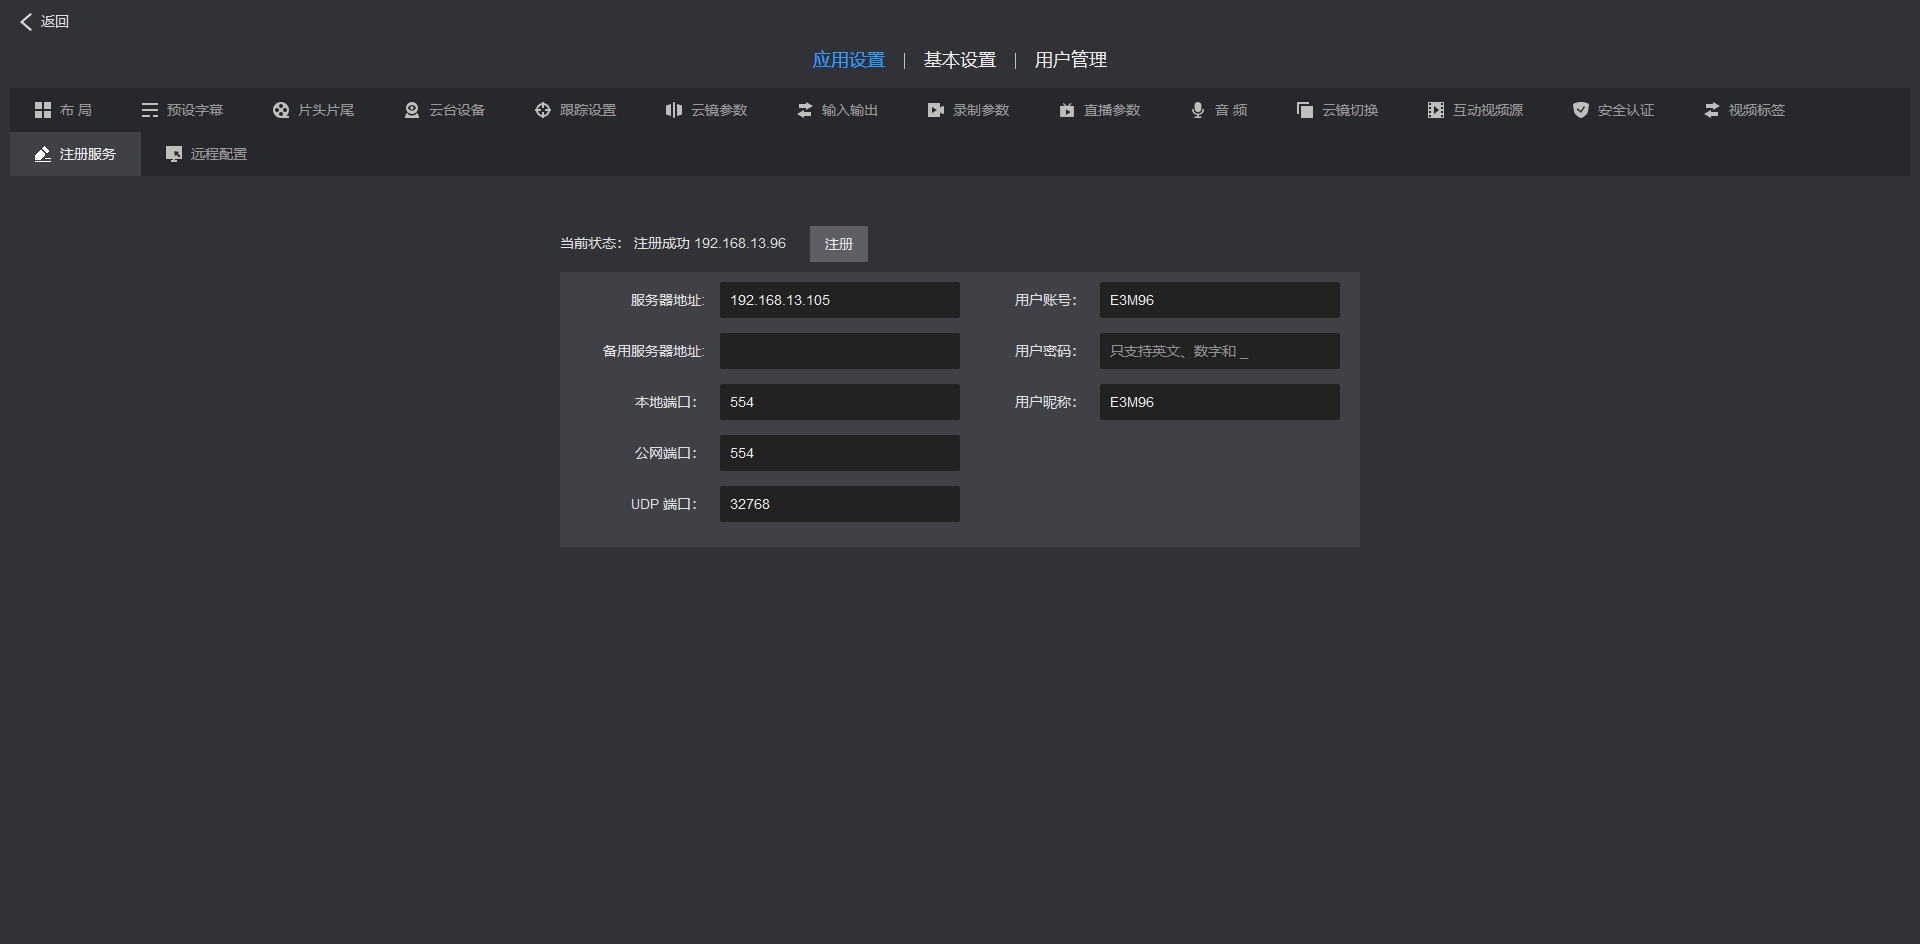 返回
应用设置 | 基本设置 | 用户管理
布 局 预设字幕 片头片尾 云台设备 跟踪设置 云镜参数 输入输出 录制参数 直播参数 音 频 云镜切换 互动视频源 安全认证 视频标签
注册服务 远程配置
当前状态： 注册成功 192.168.13.96 注册
服务器地址: 192.168.13.105 用户账号： E3M96
备用服务器地址: 用户密码： 只支持英文、数字和 _
本地端口： 554 用户昵称： E3M96
公网端口： 554
UDP 端口： 32768